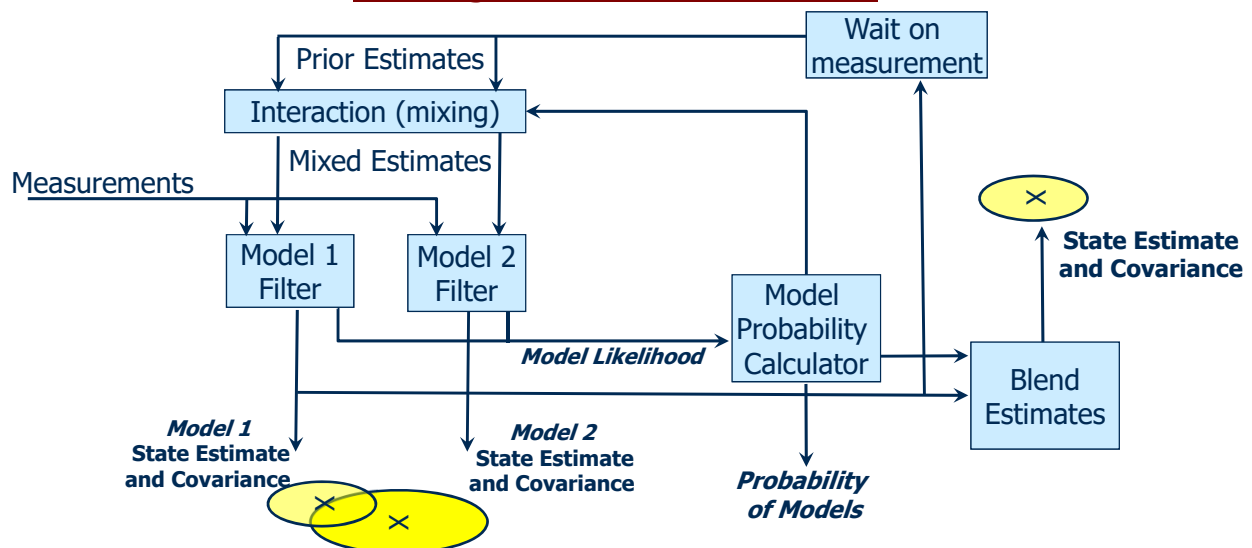 Wait on
measurement
Prior Estimates
Interaction (mixing)
Mixed Estimates
Measurements
Model 1
Filter
Model 2
Filter
Model
Probability
Calculator
Model Likelihood
X
State Estimate
and Covariance
Blend
Estimates
Model 1
State Estimate
and Covariance
Model 2
State Estimate
and Covariance
Probability
of Models
X
X